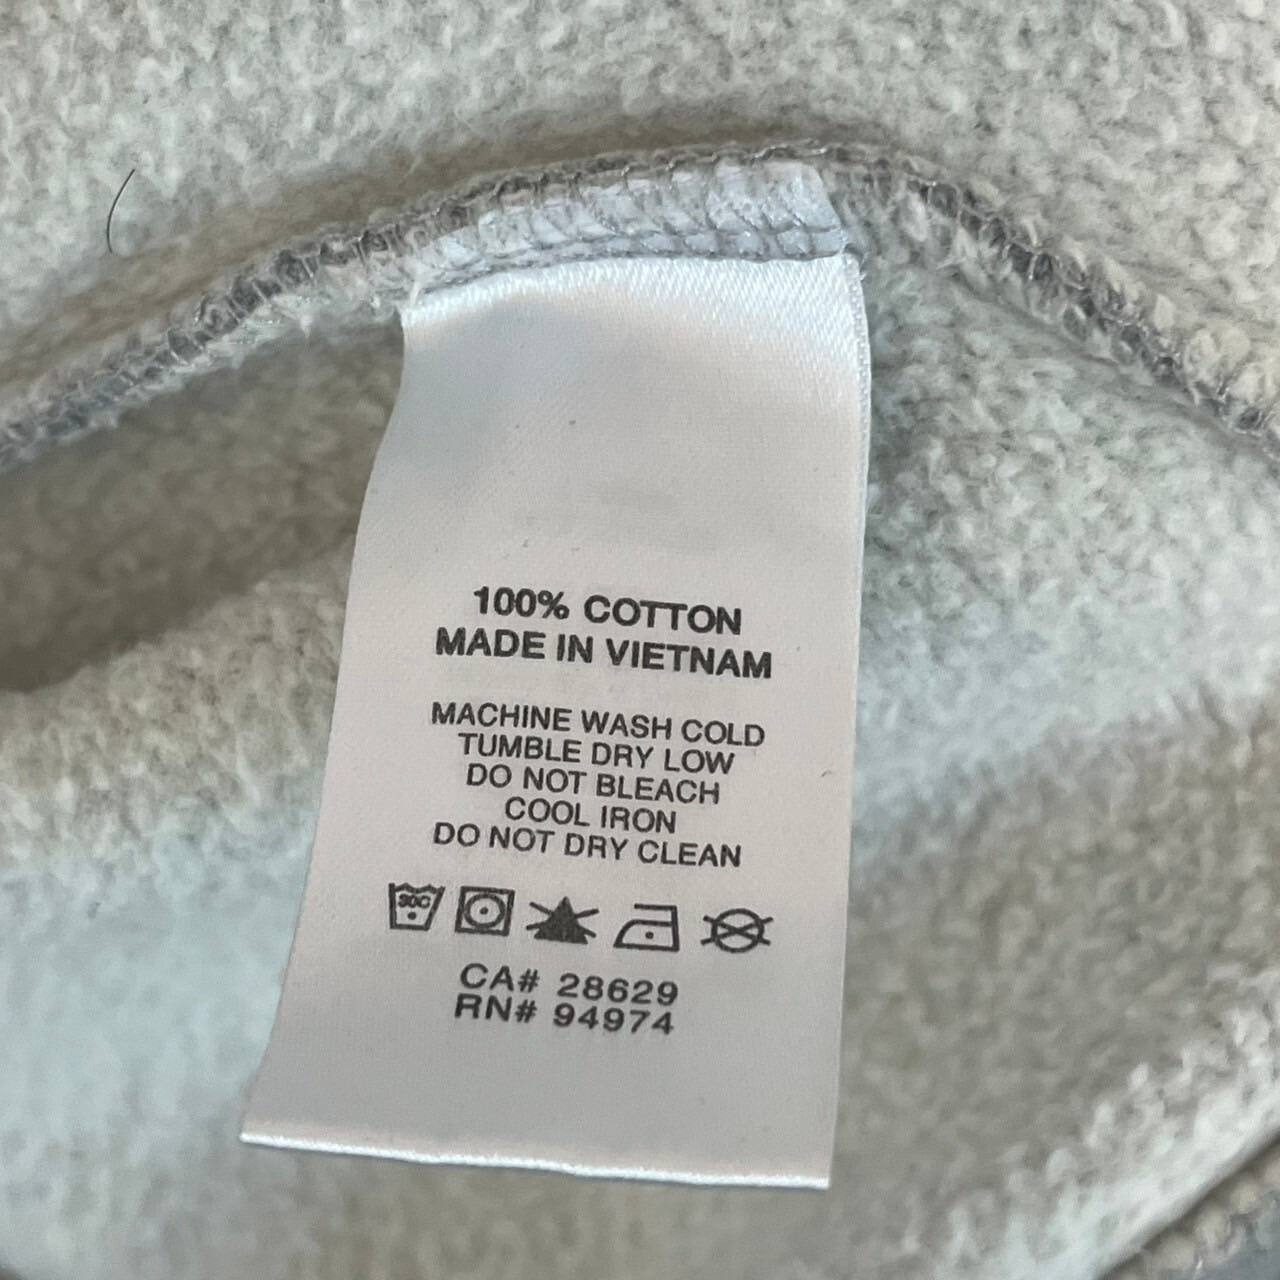 100% COTTON
MADE IN VIETNAM
MACHINE WASH COLD
TUMBLE DRY LOW
DO NOT BLEACH
COOL IRON
DO NOT DRY CLEAN
30C
CA# 28629
RN# 94974